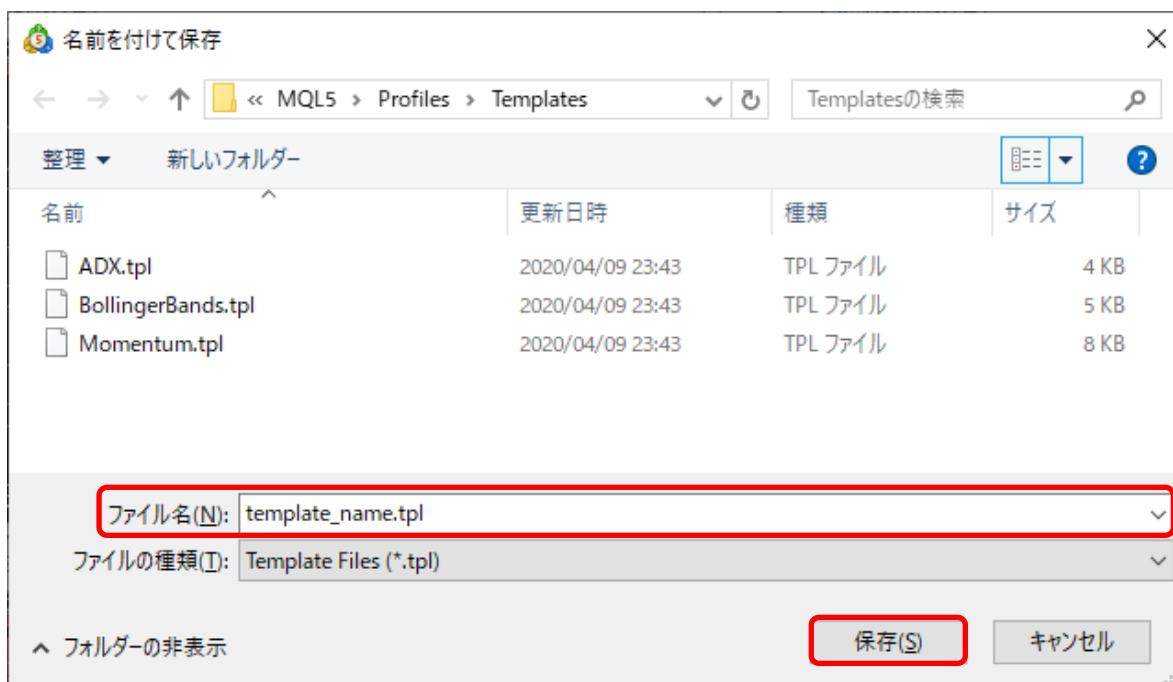 名前を付けて保存
« MQL5 › Profiles › Templates
Templatesの検索
整理
新しいフォルダー
名前 更新日時 種類 サイズ
ADX.tpl 2020/04/09 23:43 TPL ファイル 4 KB
BollingerBands.tpl 2020/04/09 23:43 TPL ファイル 5 KB
Momentum.tpl 2020/04/09 23:43 TPL ファイル 8 KB
ファイル名(N): template_name.tpl
ファイルの種類(T): Template Files (*.tpl)
フォルダーの非表示
保存(S)
キャンセル